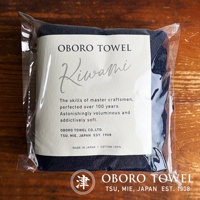 OBORO TOWEL
Kiwami
The skills of master craftsmen,
perfected over 100 years.
Astonishingly voluminous and
addictively soft.
OBORO TOWEL CO.,LTD.
TSU, MIE, JAPAN EST. 1908
MADE IN JAPAN / COTTON 100%
津 OBORO TOWEL
TSU, MIE, JAPAN EST. 1908